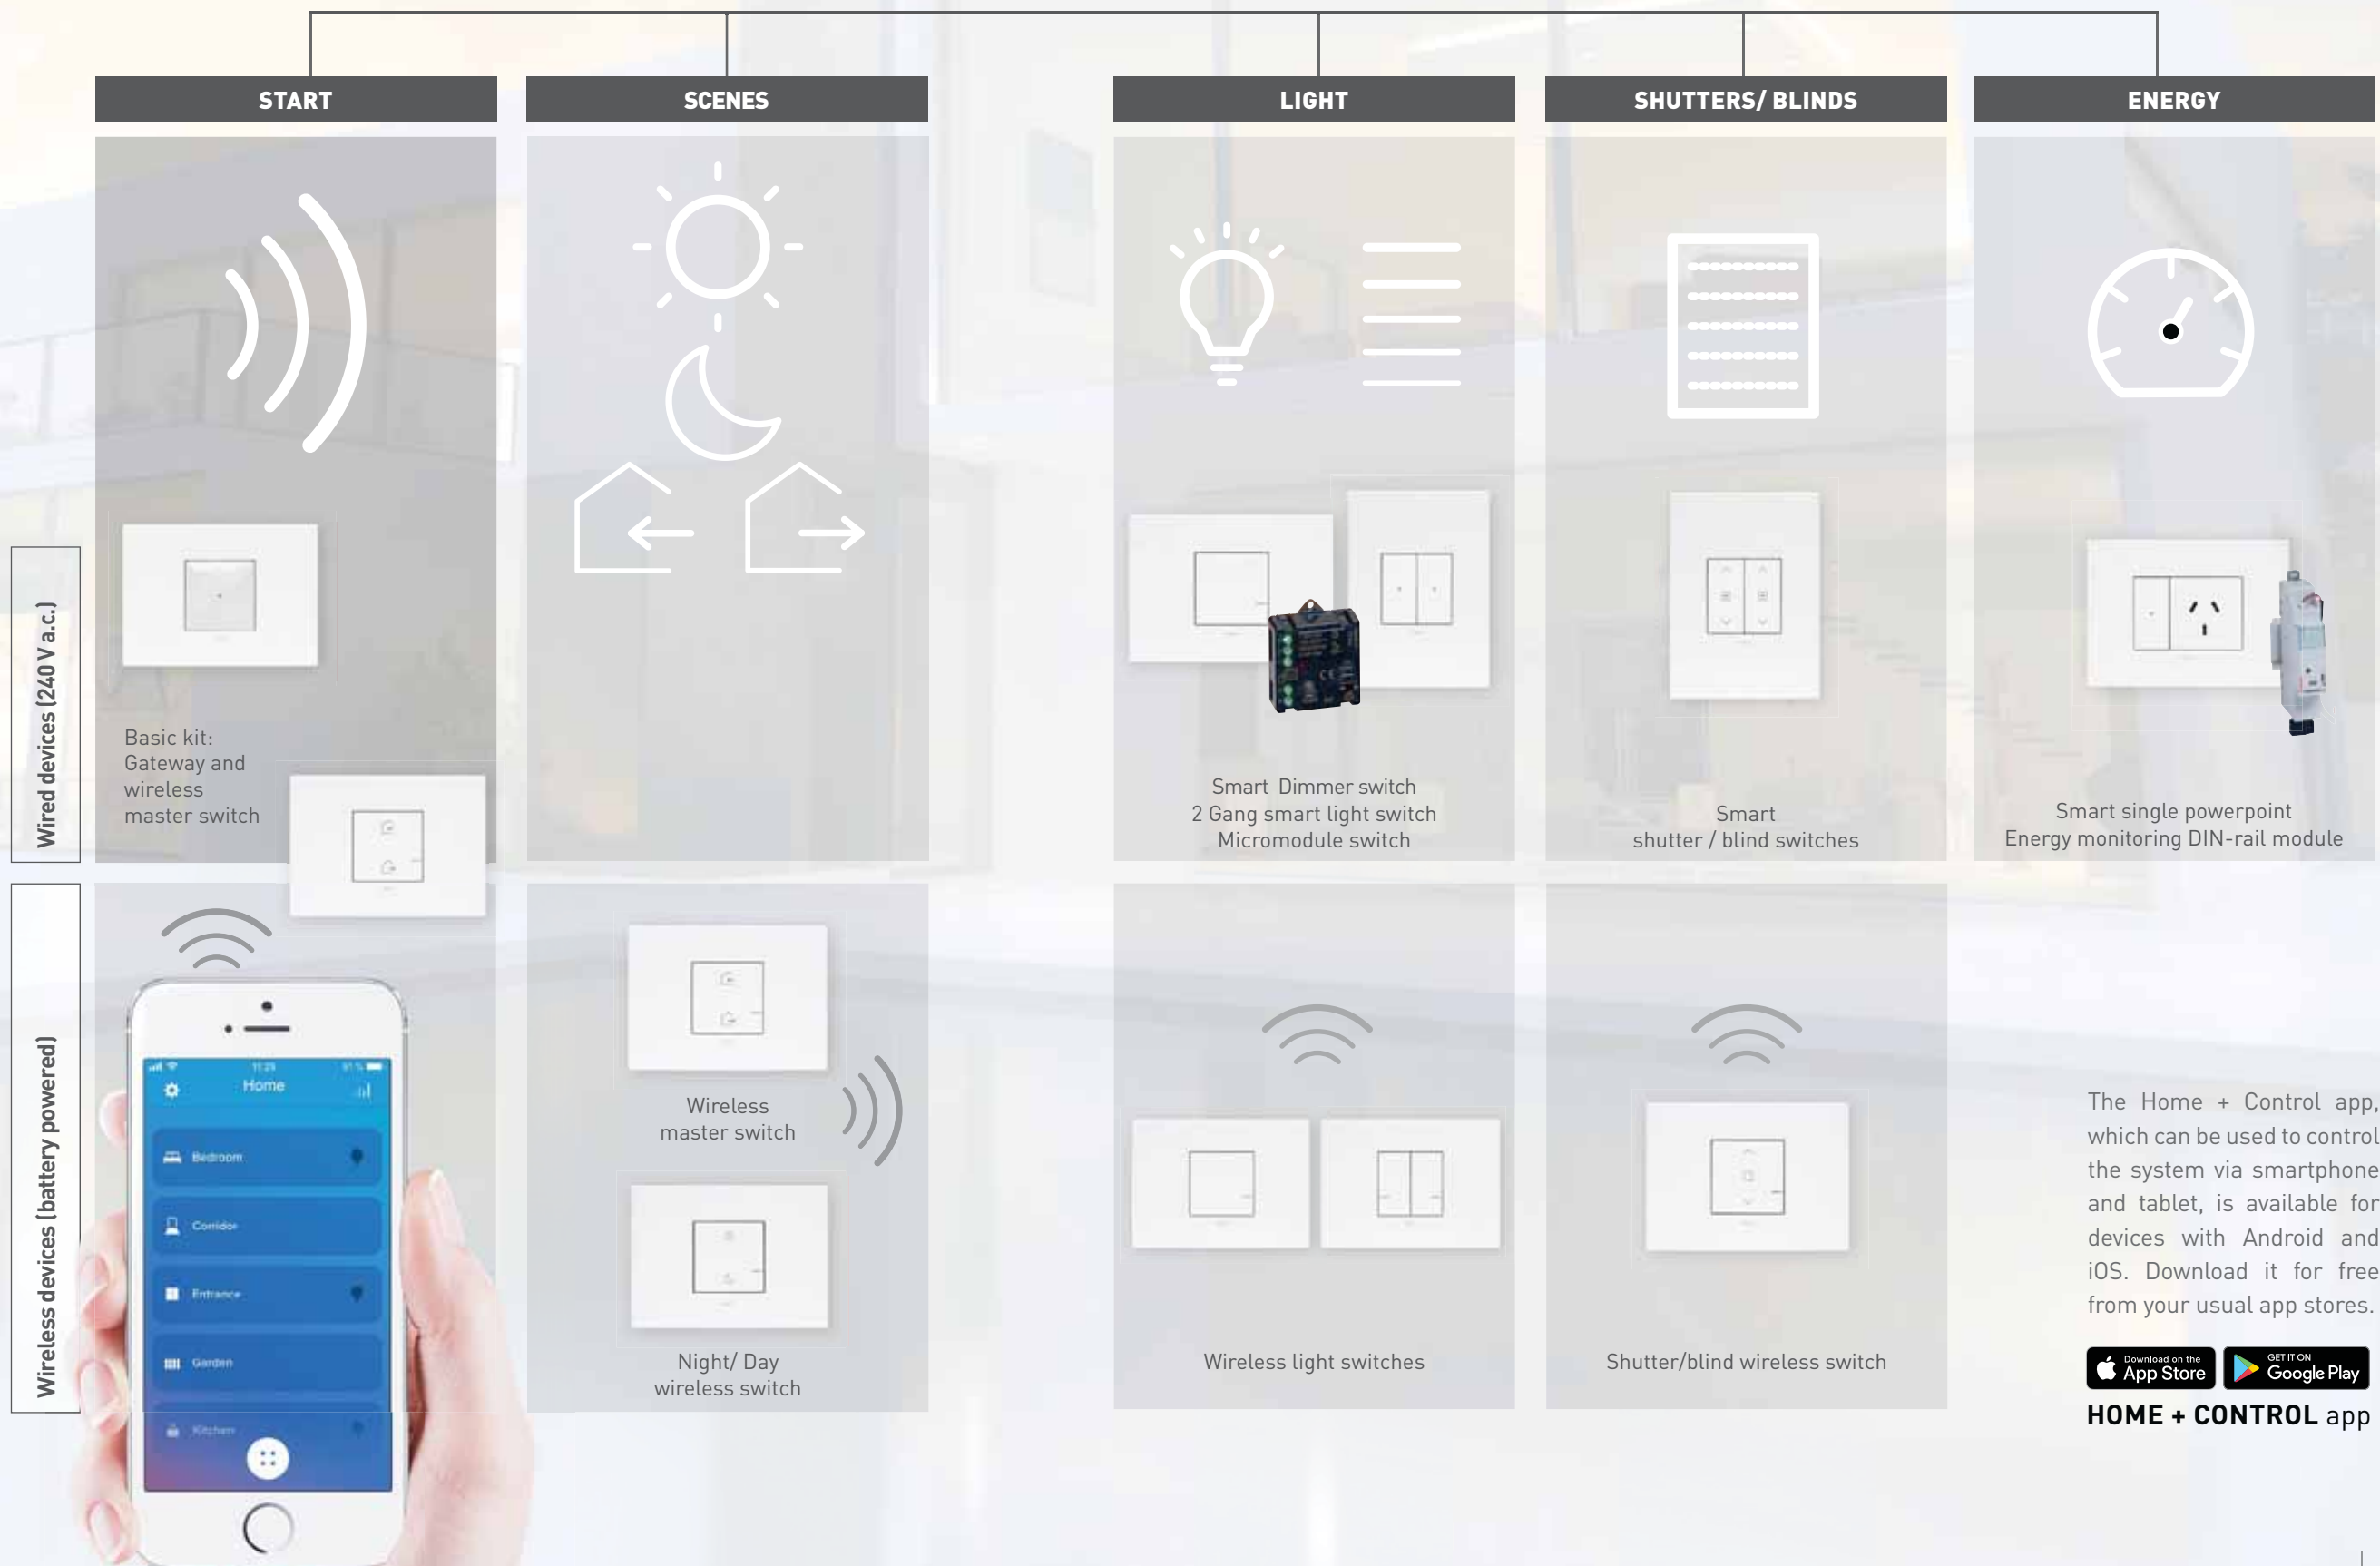 START
SCENES
LIGHT
SHUTTERS/ BLINDS
ENERGY
Wired devices (240 V a.c.)
Basic kit:
Gateway and
wireless
master switch
Smart Dimmer switch
2 Gang smart light switch
Micromodule switch
Smart
shutter / blind switches
Smart single powerpoint
Energy monitoring DIN-rail module
Wireless devices (battery powered)
11:29
Home
Bedroom
Corridor
Entrance
Garden
Kitchen
Wireless
master switch
Night/ Day
wireless switch
Wireless light switches
Shutter/blind wireless switch
The Home + Control app,
which can be used to control
the system via smartphone
and tablet, is available for
devices with Android and
iOS. Download it for free
from your usual app stores.
Download on the
App Store
GET IT ON
Google Play
HOME + CONTROL app